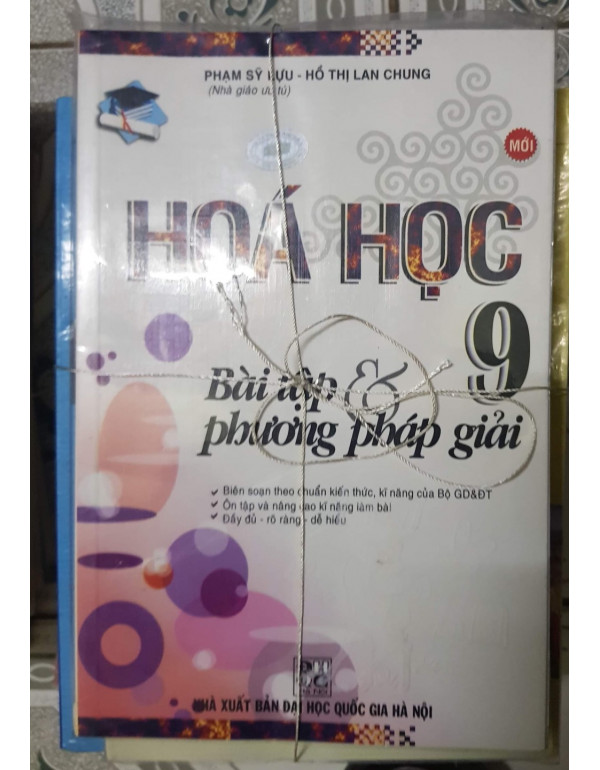 PHẠM SỸ LỰU - HỒ THỊ LAN CHUNG
(Nhà giáo ưu tú)
MỚI
HOÁ HỌC
9
Bài tập &
phương pháp giải
Biên soạn theo chuẩn kiến thức, kĩ năng của Bộ GD&ĐT
Ôn tập và nâng cao kĩ năng làm bài
Đầy đủ - rõ ràng - dễ hiểu
NHÀ XUẤT BẢN ĐẠI HỌC QUỐC GIA HÀ NỘI